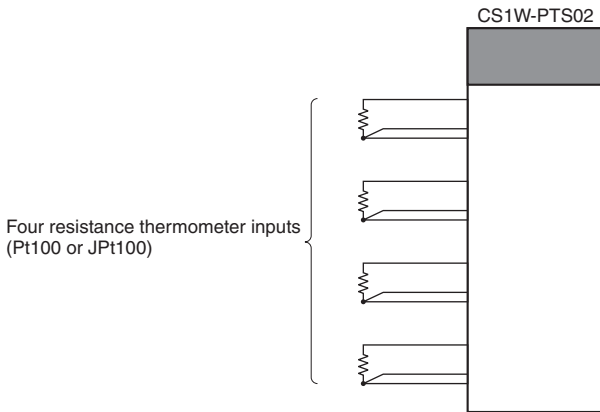 CS1W-PTS02
Four resistance thermometer inputs
(Pt100 or JPt100)